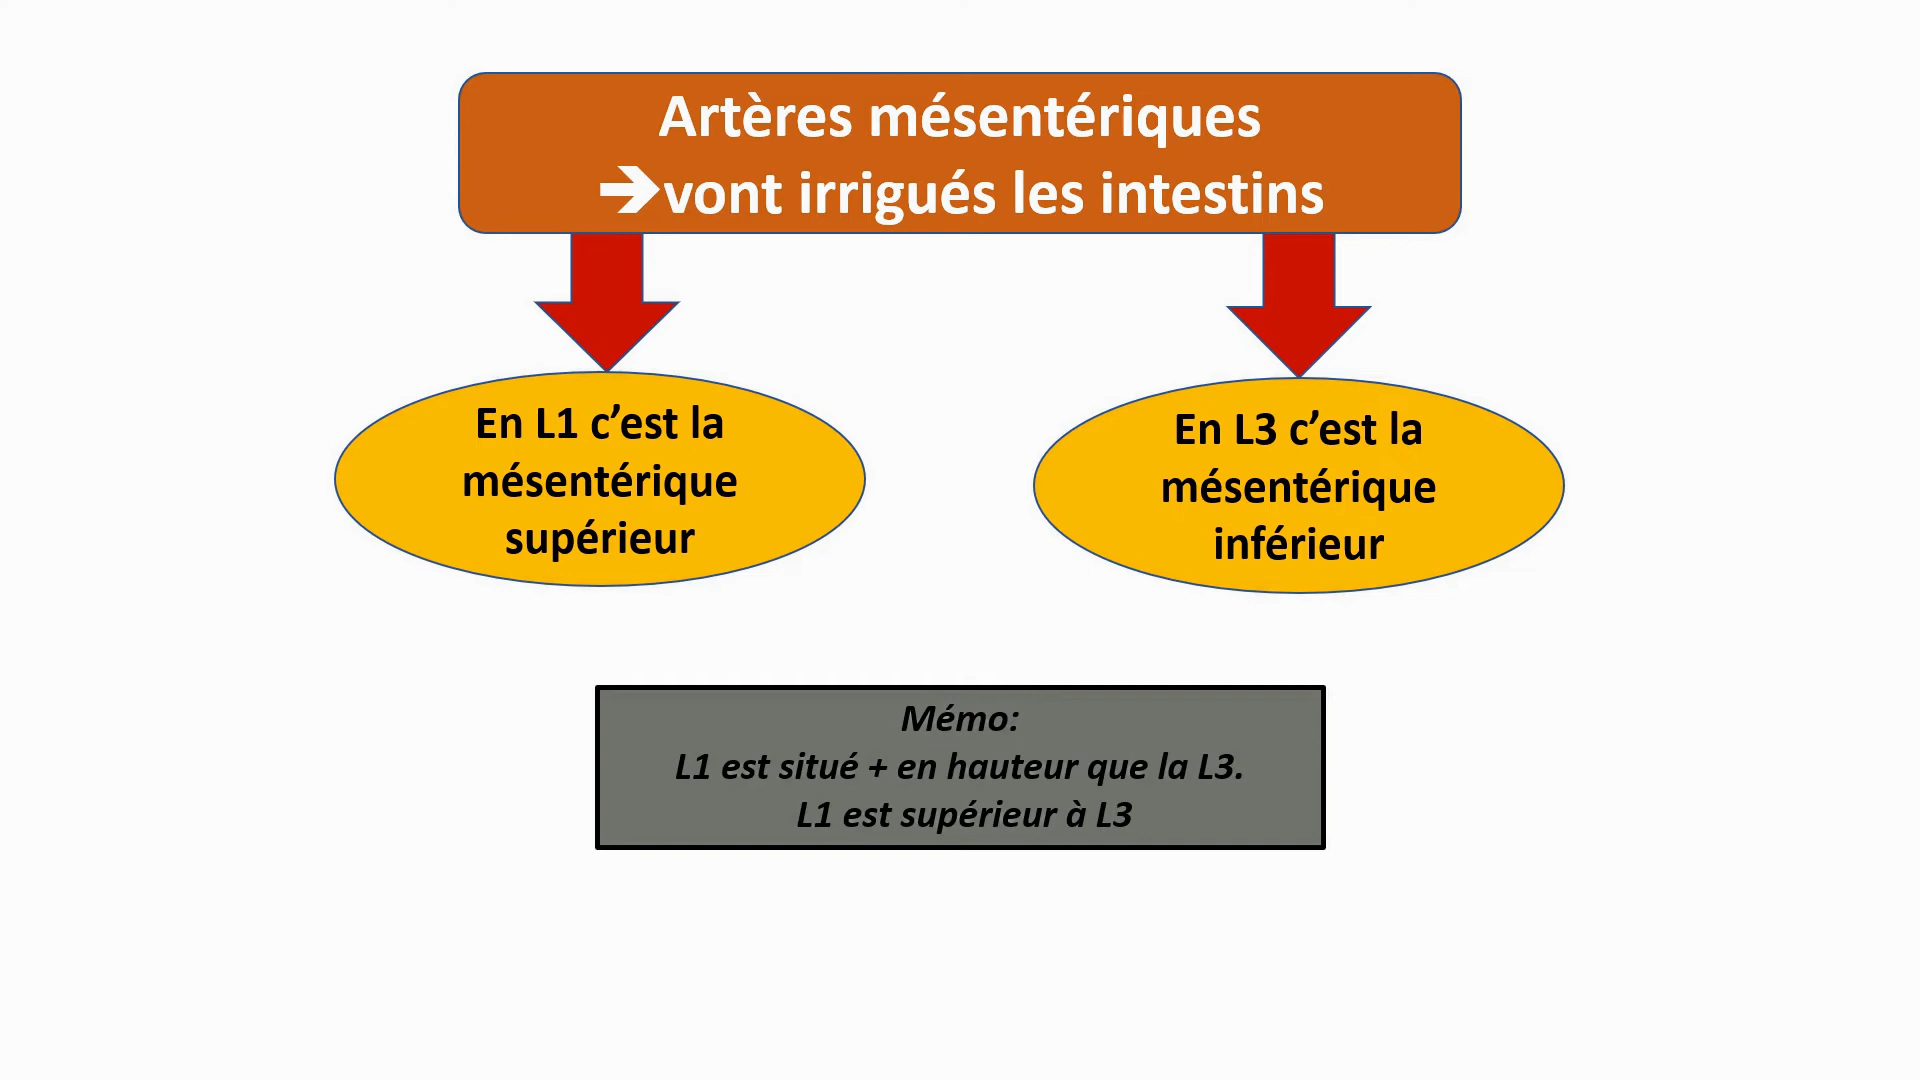 Artères mésentériques
➔vont irrigués les intestins
En L1 c’est la
mésentérique
supérieur
En L3 c’est la
mésentérique
inférieur
Mémo:
L1 est situé + en hauteur que la L3.
L1 est supérieur à L3